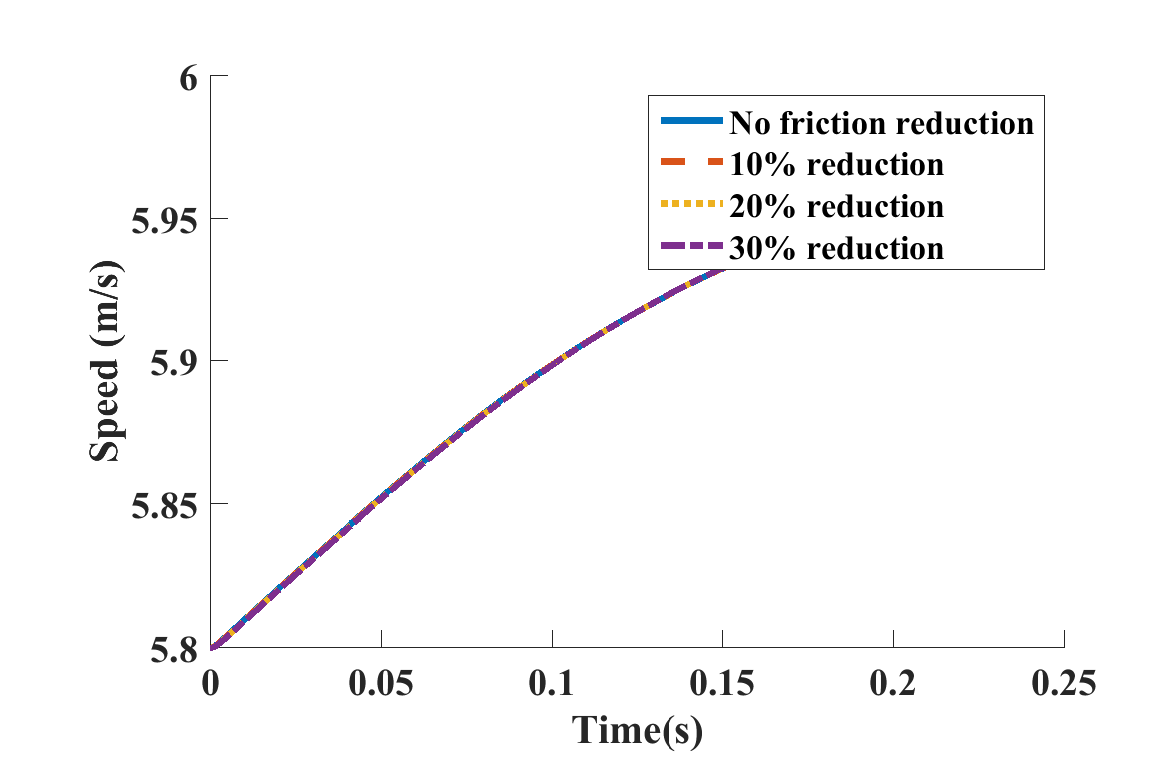 6
5.95
5.9
5.85
5.8
Speed (m/s)
No friction reduction
10% reduction
20% reduction
30% reduction
0
0.05
0.1
0.15
0.2
0.25
Time(s)